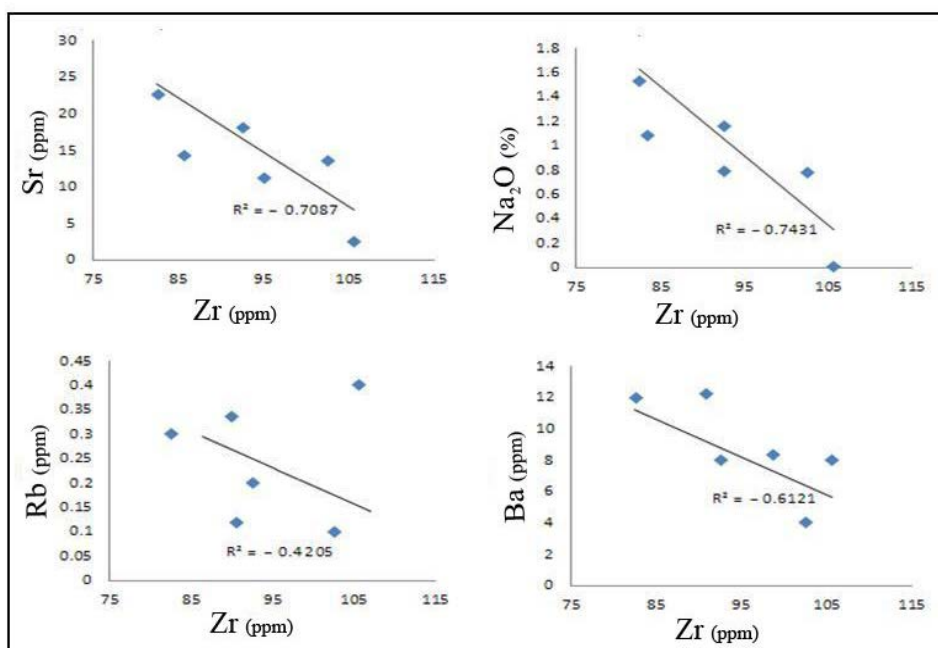 30
25
20
15
10
5
0
Sr (ppm)
R² = – 0.7087
75 85 95 105 115
Zr (ppm)
1.8
1.6
1.4
1.2
1
0.8
0.6
0.4
0.2
0
Na₂O (%)
R² = – 0.7431
75 85 95 105 115
Zr (ppm)
0.45
0.4
0.35
0.3
0.25
0.2
0.15
0.1
0.05
0
Rb (ppm)
R² = – 0.4205
75 85 95 105 115
Zr (ppm)
14
12
10
8
6
4
2
0
Ba (ppm)
R² = – 0.6121
75 85 95 105 115
Zr (ppm)